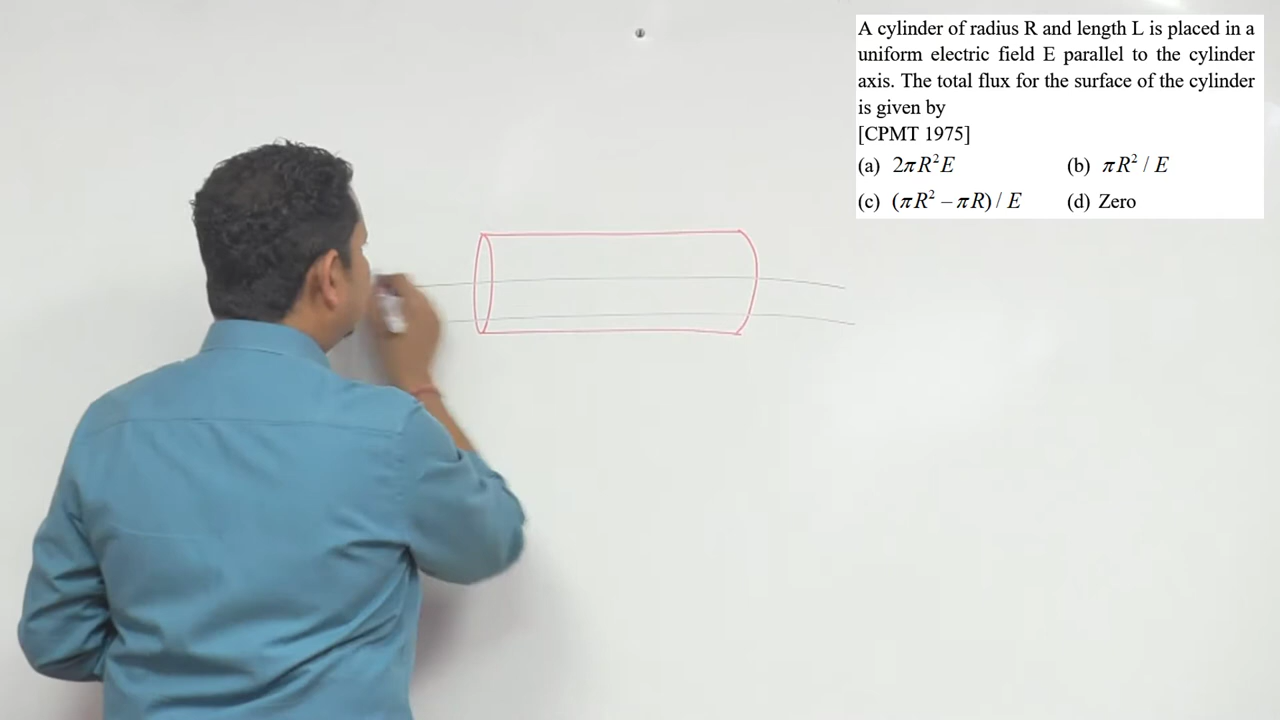 A cylinder of radius R and length L is placed in a
uniform electric field E parallel to the cylinder
axis. The total flux for the surface of the cylinder
is given by
[CPMT 1975]
(a) 2πR²E (b) πR² / E
(c) (πR² – πR) / E (d) Zero